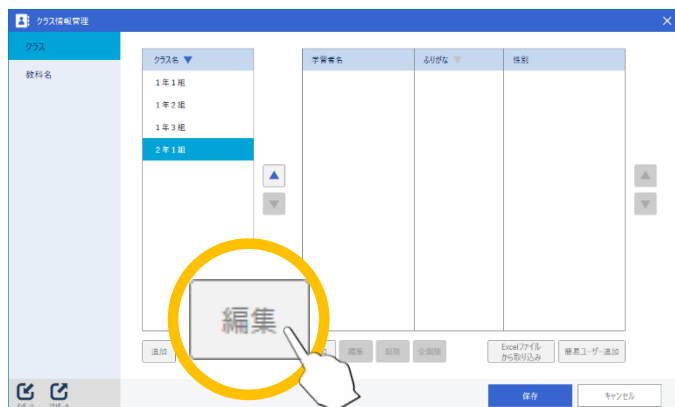 クラス情報管理
クラス
教科名
クラス名 ▼
学習者名
ふりがな ▼
性別
1年1組
1年2組
1年3組
2年1組
編集
追加
編集
削除
全削除
Excelファイル
から取り込み
簡易ユーザー追加
保存
キャンセル